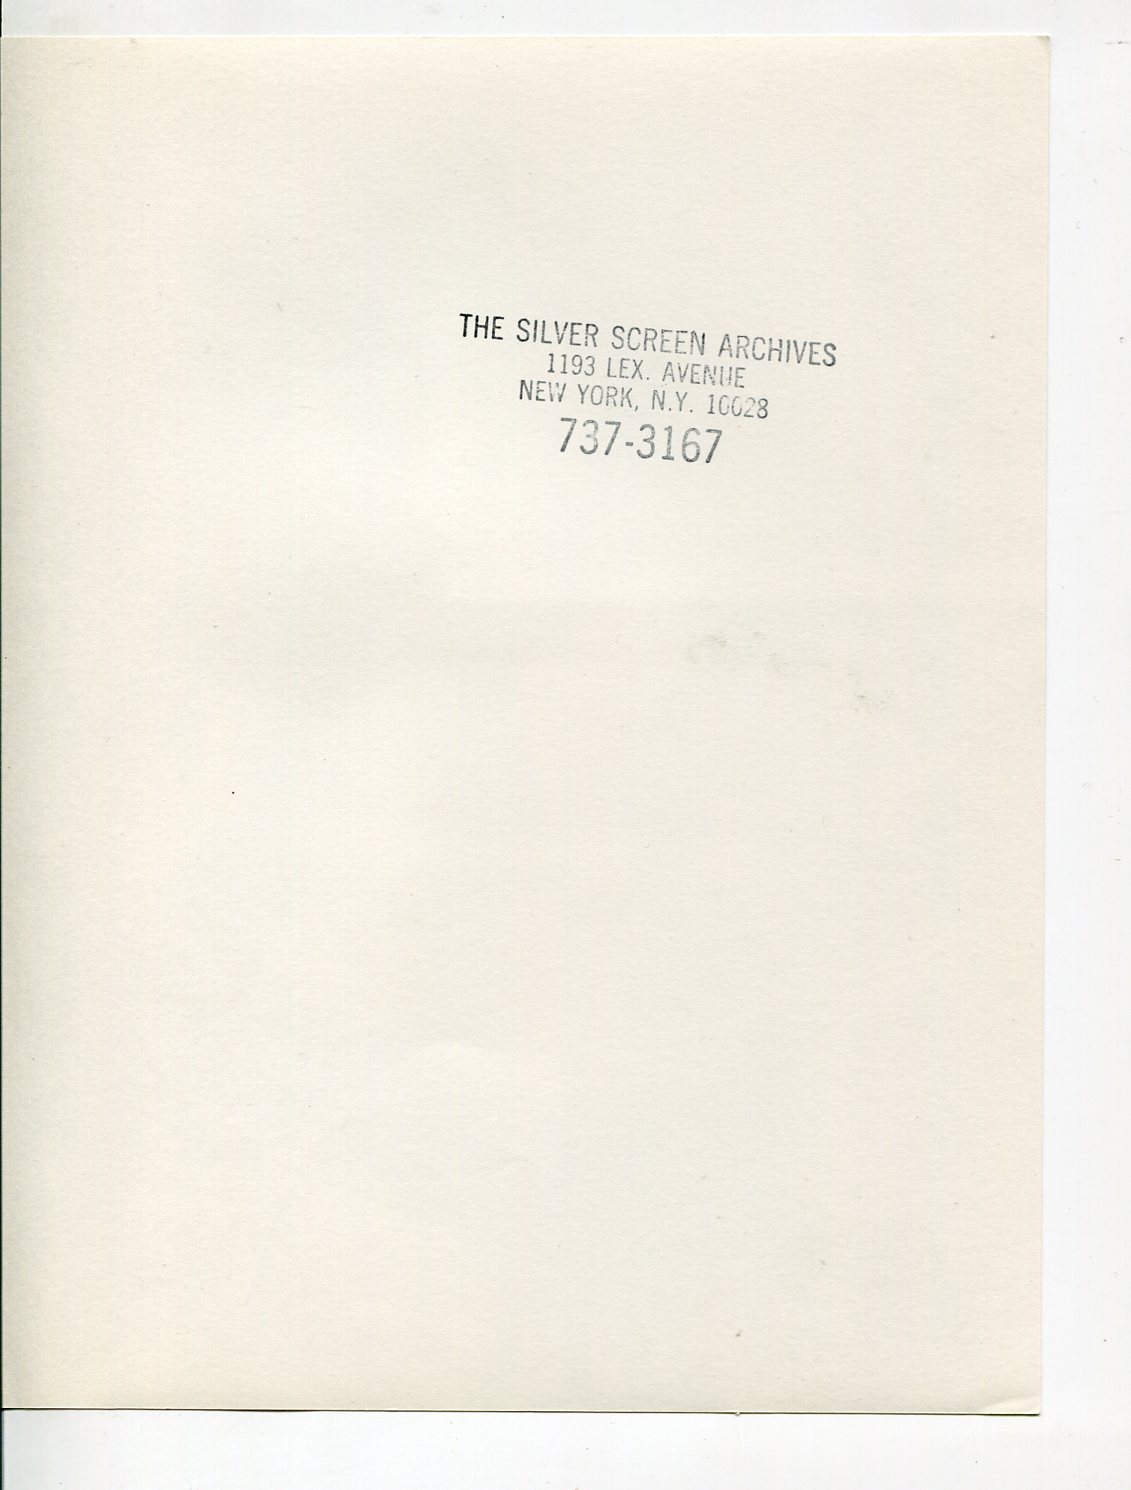 THE SILVER SCREEN ARCHIVES
1193 LEX. AVENUE
NEW YORK, N.Y. 10028
737-3167